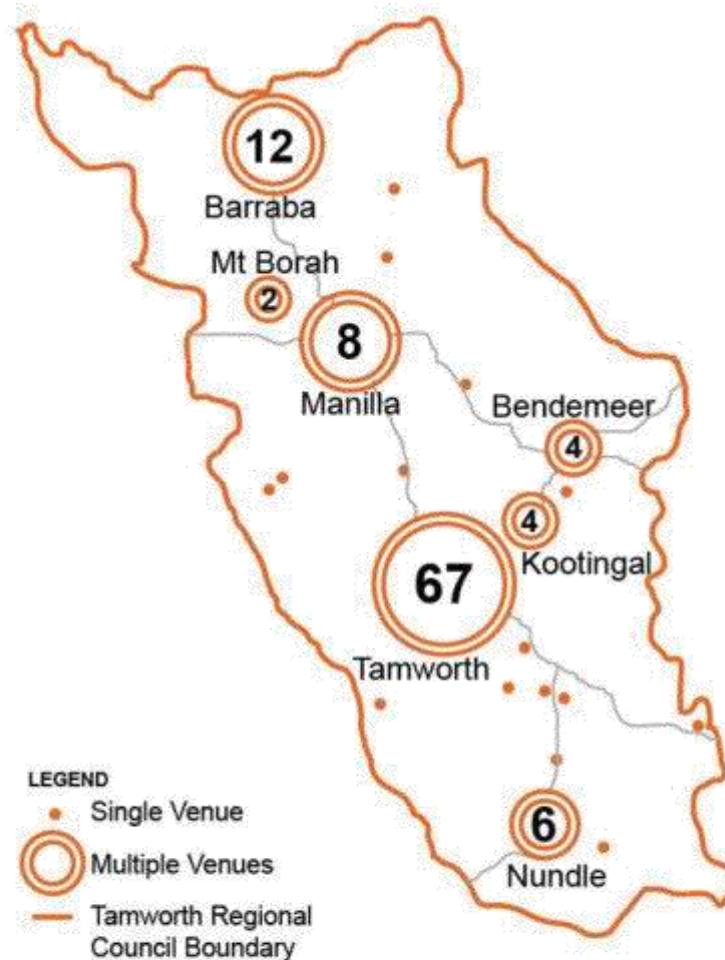 12
Barraba
Mt Borah
2
8
Manilla
Bendemeer
4
4
Kootingal
67
Tamworth
6
Nundle
LEGEND
Single Venue
Multiple Venues
Tamworth Regional
Council Boundary